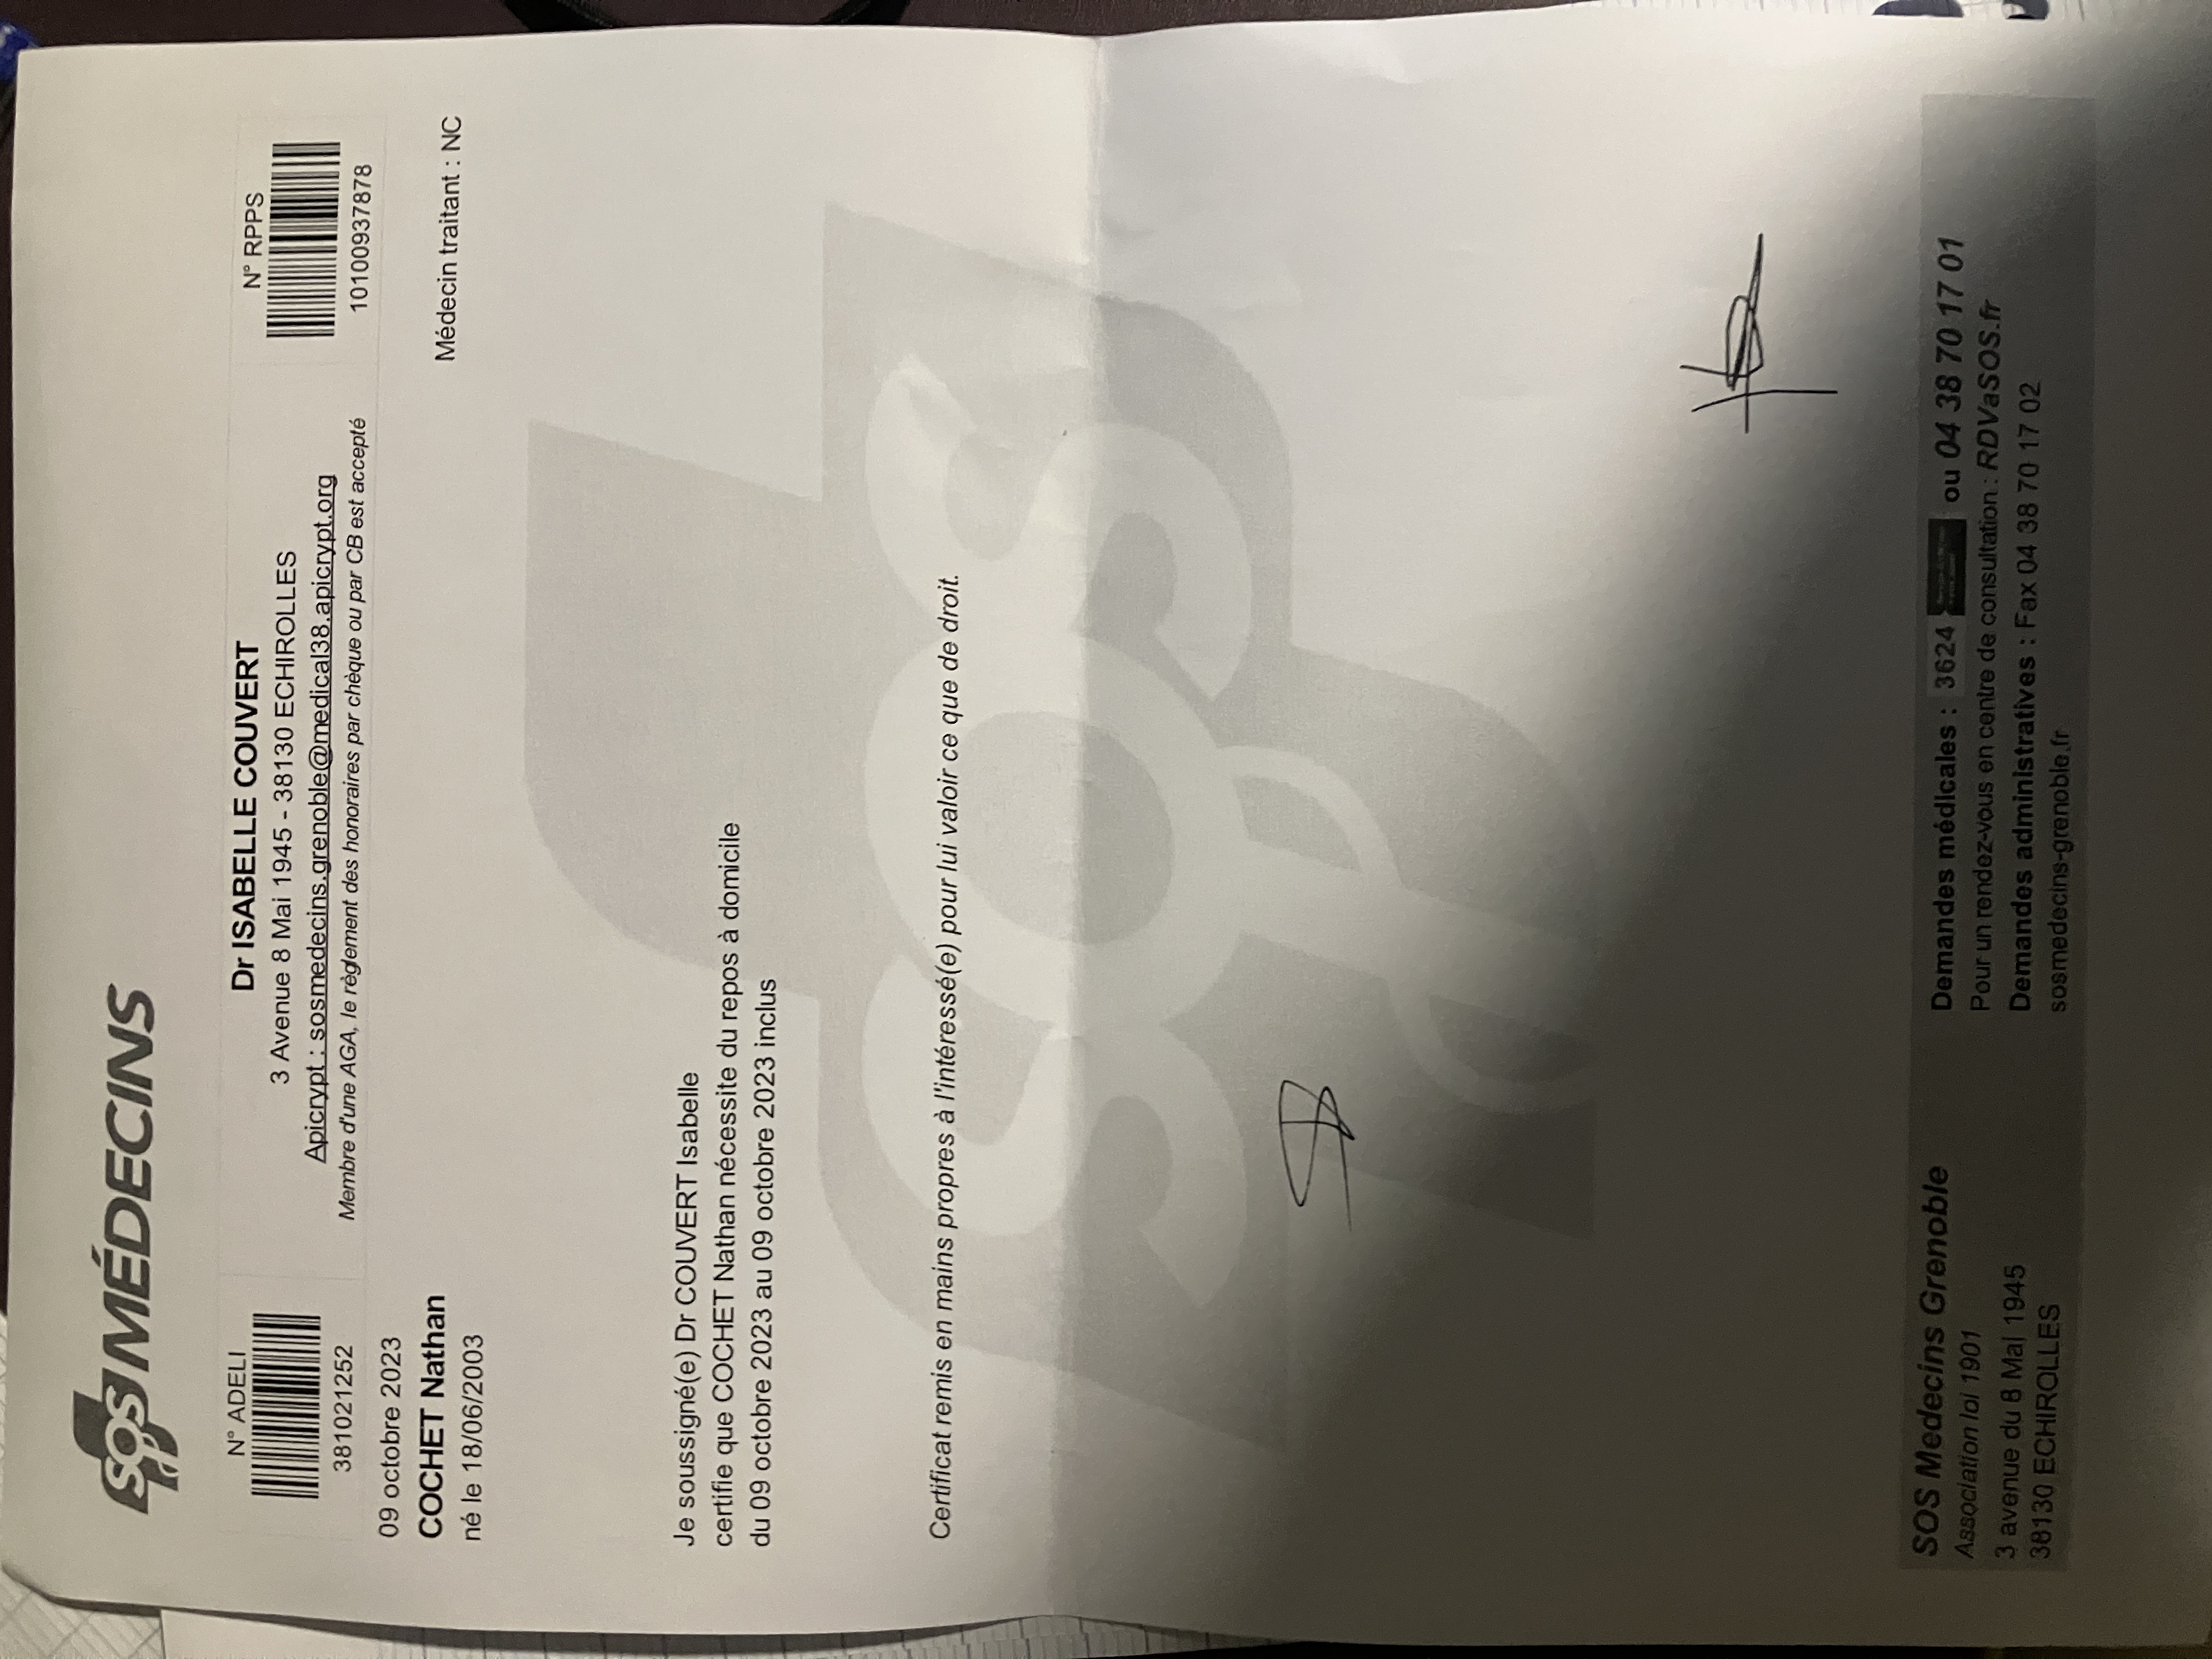 SOS MÉDECINS
N° ADELI
381021252
Dr ISABELLE COUVERT
3 Avenue 8 Mai 1945 - 38130 ECHIROLLES
Apicrypt : sosmedecins.grenoble@medical38.apicrypt.org
Membre d'une AGA, le règlement des honoraires par chèque ou par CB est accepté
N° RPPS
10100937878
09 octobre 2023
COCHET Nathan
né le 18/06/2003
Médecin traitant : NC
Je soussigné(e) Dr COUVERT Isabelle
certifie que COCHET Nathan nécessite du repos à domicile
du 09 octobre 2023 au 09 octobre 2023 inclus
Certificat remis en mains propres à l'intéressé(e) pour lui valoir ce que de droit.
SOS
SOS Medecins Grenoble
Association loi 1901
3 avenue du 8 Mai 1945
38130 ECHIROLLES
Demandes médicales : 3624 ou 04 38 70 17 01
Pour un rendez-vous en centre de consultation : RDVaSOS.fr
Demandes administratives : Fax 04 38 70 17 02
sosmedecins-grenoble.fr